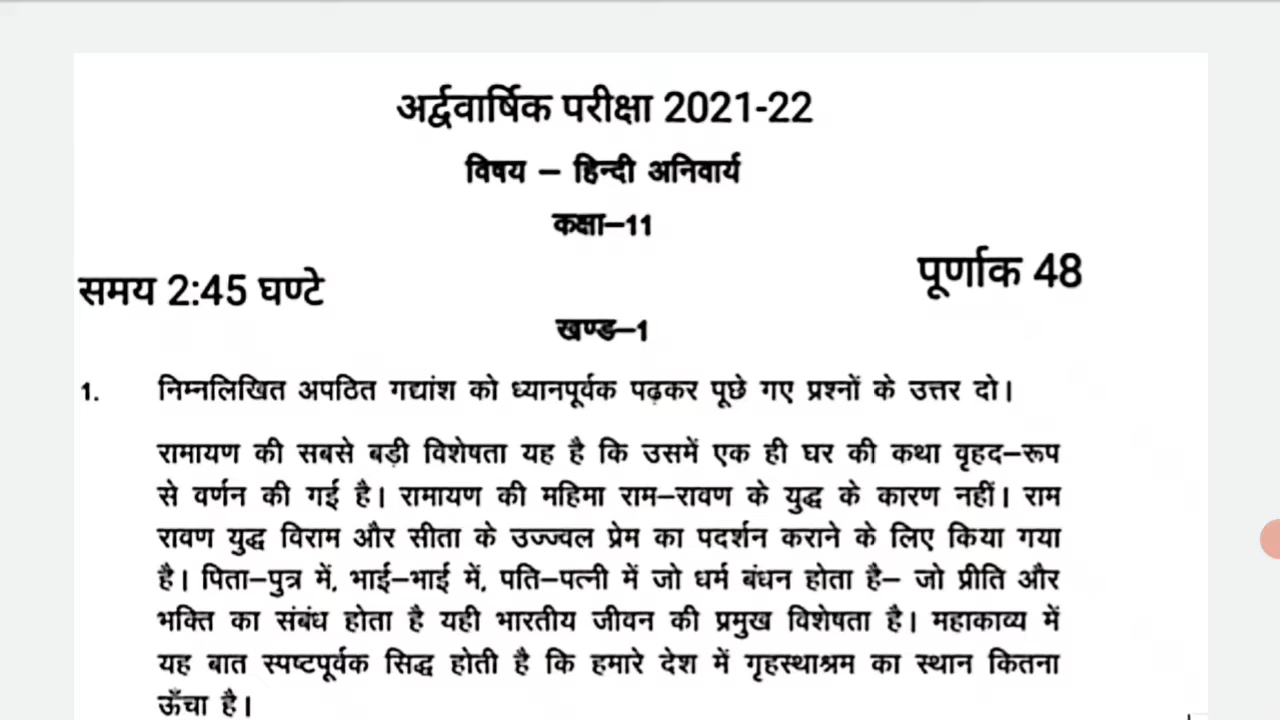 अर्द्ववार्षिक परीक्षा 2021-22
विषय – हिन्दी अनिवार्य
कक्षा–11
समय 2:45 घण्टे
पूर्णाक 48
खण्ड–1
1. निम्नलिखित अपठित गद्यांश को ध्यानपूर्वक पढ़कर पूछे गए प्रश्नों के उत्तर दो।
रामायण की सबसे बड़ी विशेषता यह है कि उसमें एक ही घर की कथा वृहद–रूप
से वर्णन की गई है। रामायण की महिमा राम–रावण के युद्ध के कारण नहीं। राम
रावण युद्ध विराम और सीता के उज्ज्वल प्रेम का पदर्शन कराने के लिए किया गया
है। पिता–पुत्र में, भाई–भाई में, पति–पत्नी में जो धर्म बंधन होता है– जो प्रीति और
भक्ति का संबंध होता है यही भारतीय जीवन की प्रमुख विशेषता है। महाकाव्य में
यह बात स्पष्टपूर्वक सिद्ध होती है कि हमारे देश में गृहस्थाश्रम का स्थान कितना
ऊँचा है।